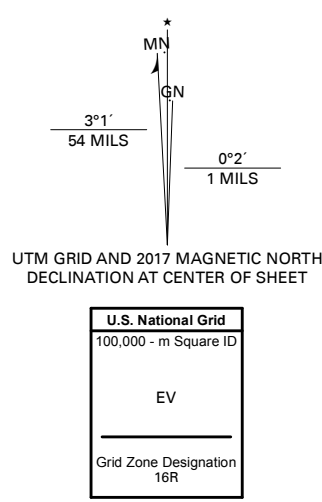 MN
GN
3°1´
54 MILS
0°2´
1 MILS
UTM GRID AND 2017 MAGNETIC NORTH
DECLINATION AT CENTER OF SHEET
U.S. National Grid
100,000 - m Square ID
EV
Grid Zone Designation
16R